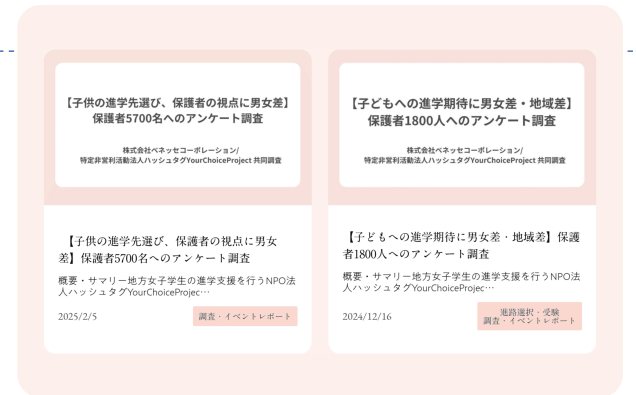 【子供の進学先選び、保護者の視点に男女差】
保護者5700名へのアンケート調査
株式会社ベネッセコーポレーション/
特定非営利活動法人ハッシュタグYourChoiceProject 共同調査
【子供の進学先選び、保護者の視点に男女
差】保護者5700名へのアンケート調査
概要・サマリー地方女子学生の進学支援を行うNPO法
人ハッシュタグYourChoiceProjec…
2025/2/5
調査・イベントレポート
【子どもへの進学期待に男女差・地域差】
保護者1800人へのアンケート調査
株式会社ベネッセコーポレーション/
特定非営利活動法人ハッシュタグYourChoiceProject 共同調査
【子どもへの進学期待に男女差・地域差】保護
者1800人へのアンケート調査
概要・サマリー地方女子学生の進学支援を行うNPO法
人ハッシュタグYourChoiceProjec…
2024/12/16
進路選択・受験
調査・イベントレポート